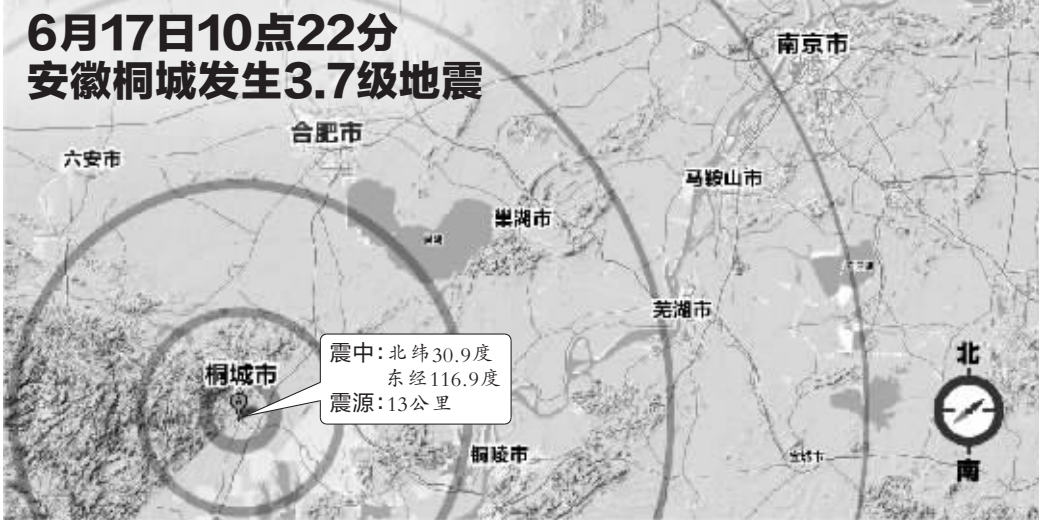 6月17日10点22分
安徽桐城发生3.7级地震
南京市
合肥市
六安市
马鞍山市
巢湖市
芜湖市
震中：北纬30.9度
东经116.9度
震源：13公里
桐城市
北
南
铜陵市